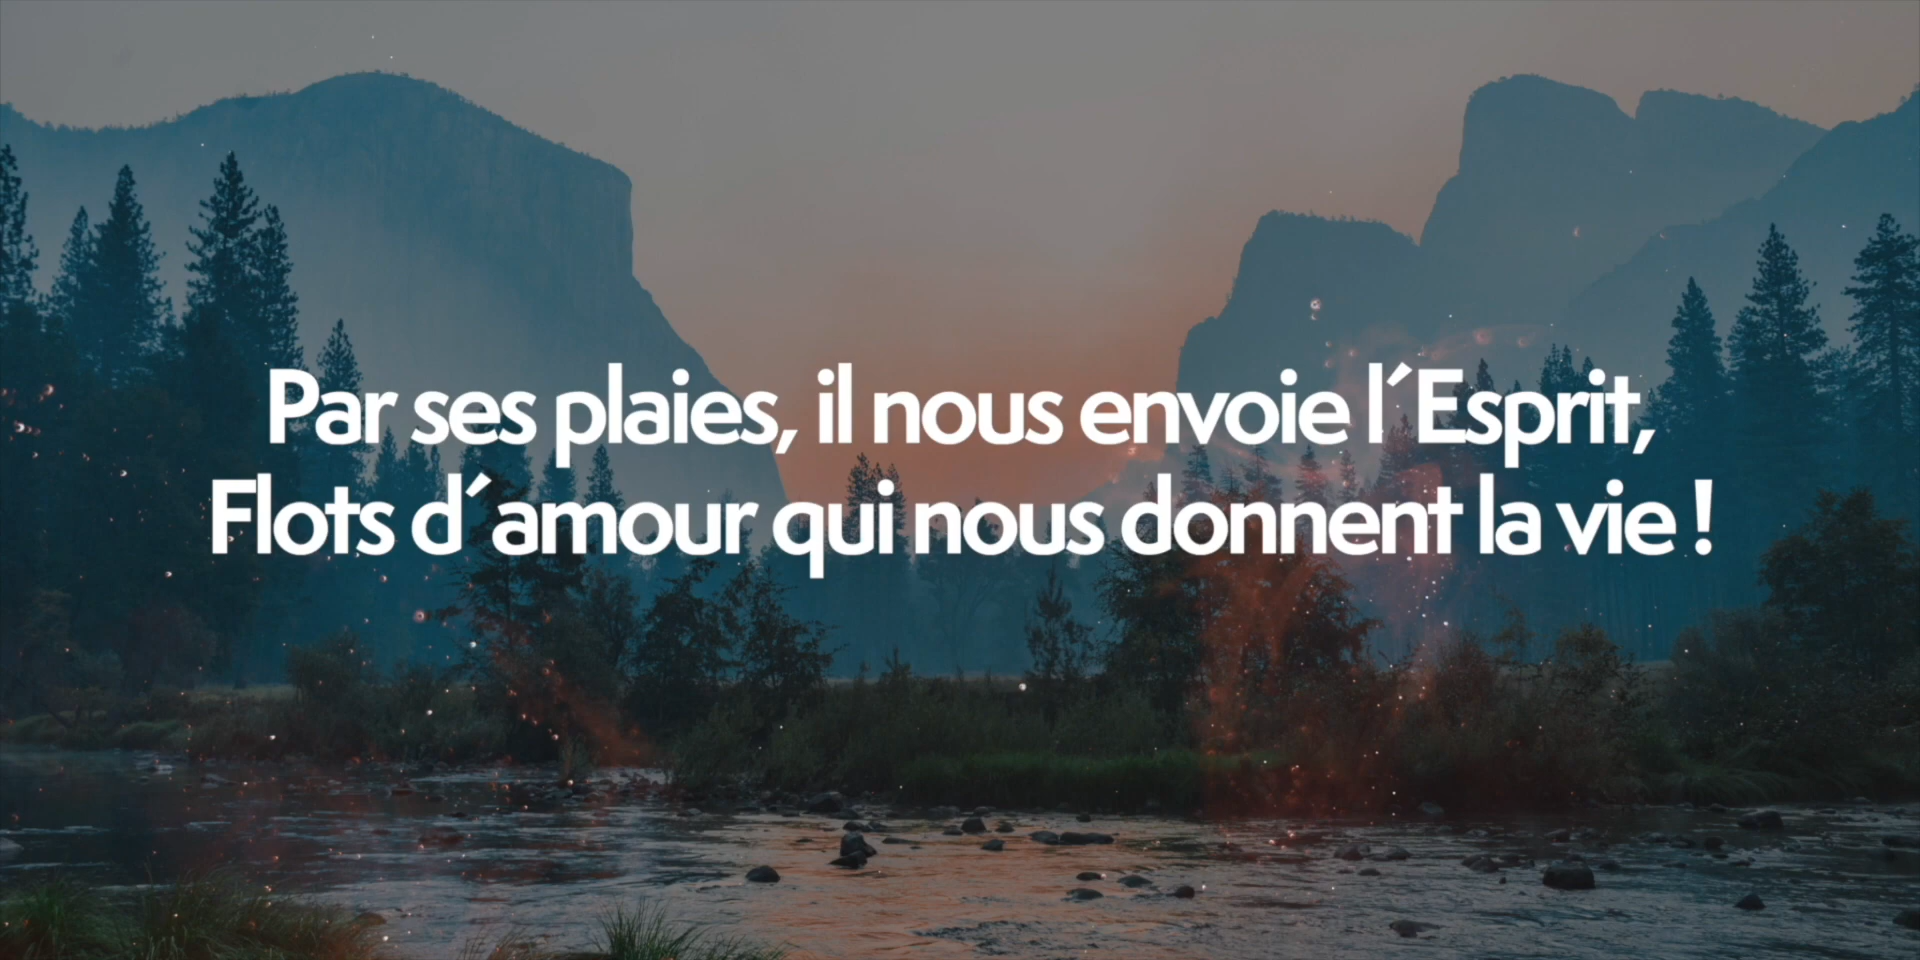 Par ses plaies, il nous envoie l´Esprit,
Flots d´amour qui nous donnent la vie !